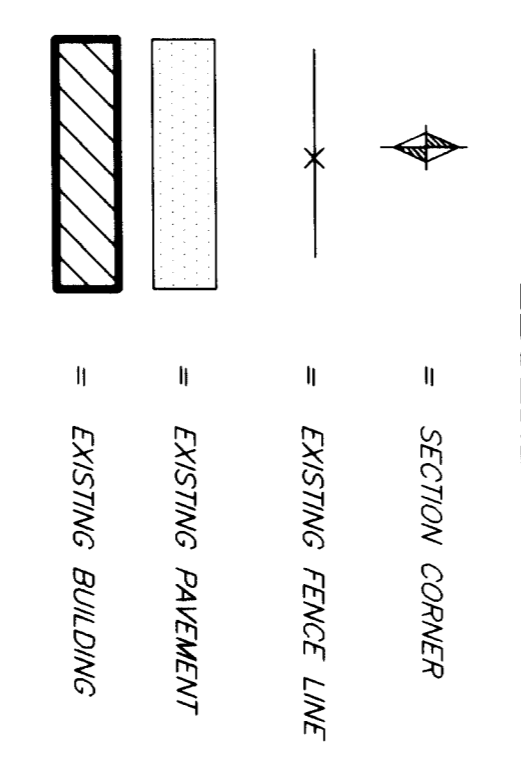 = SECTION CORNER
= EXISTING FENCE LINE
= EXISTING PAVEMENT
= EXISTING BUILDING